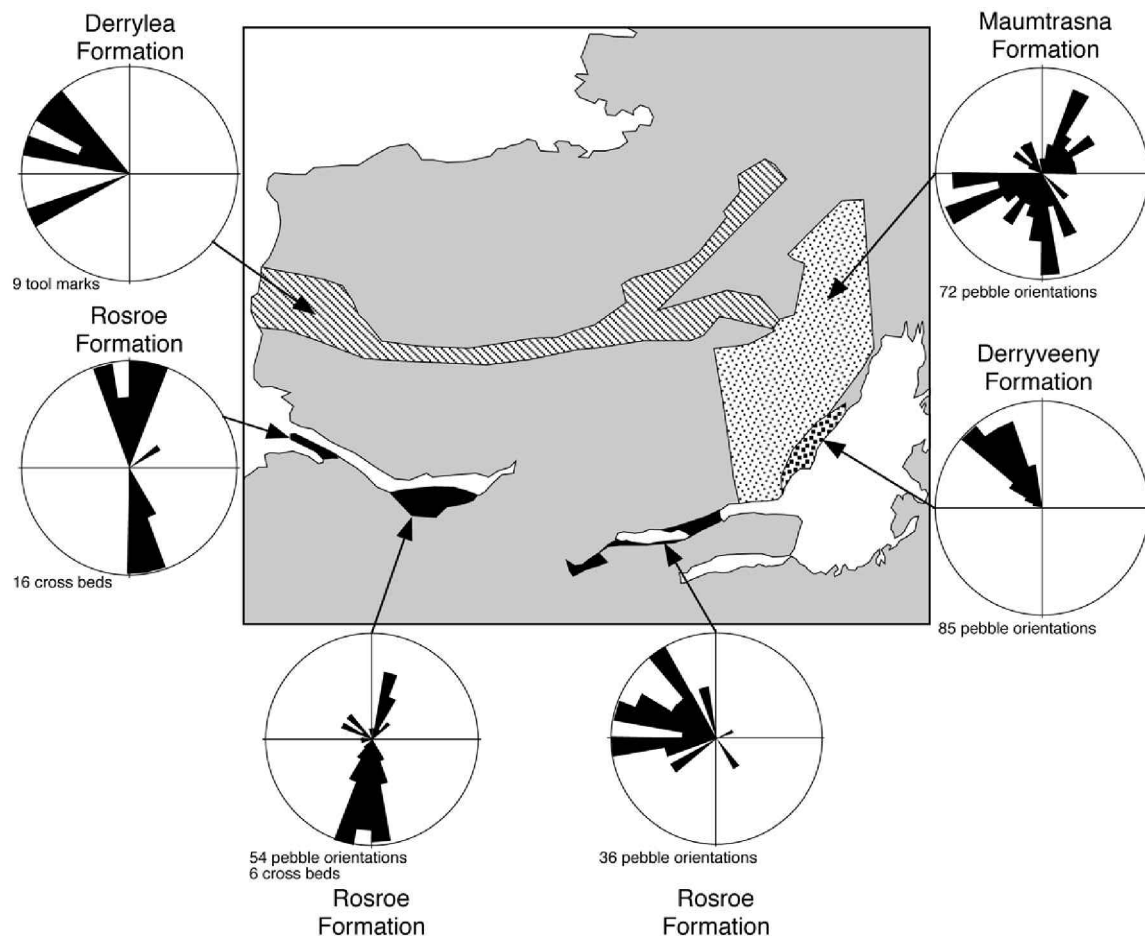 Derrylea
Formation
9 tool marks
Rosroe
Formation
16 cross beds
54 pebble orientations
6 cross beds
Rosroe
Formation
36 pebble orientations
Rosroe
Formation
Maumtrasna
Formation
72 pebble orientations
Derryveeny
Formation
85 pebble orientations